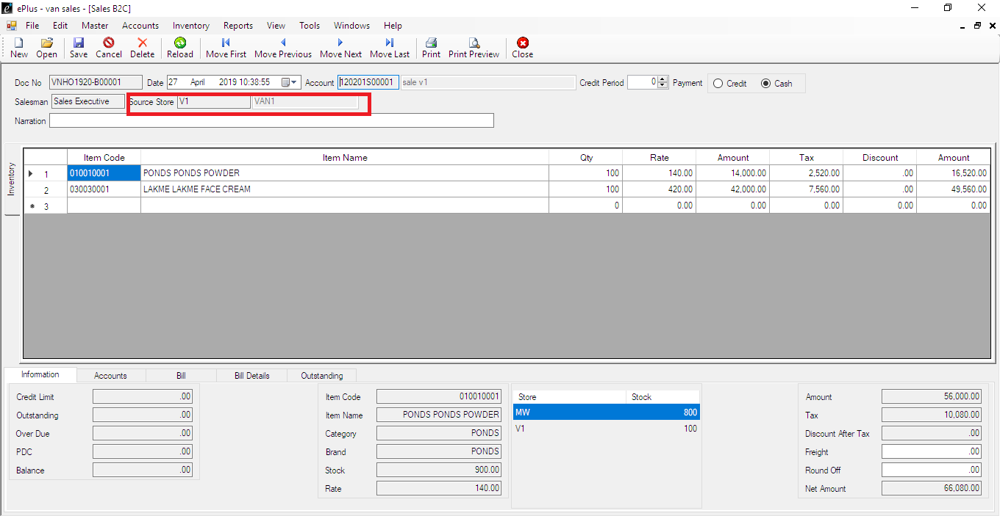 ePlus - van sales - [Sales B2C]
File Edit Master Accounts Inventory Reports View Tools Windows Help
New Open Save Cancel Delete Reload Move First Move Previous Move Next Move Last Print Print Preview Close
Doc No VNHO1920-B00001 Date 27 April 2019 10:38:55 Account 120201S00001 sale v1 Credit Period 0 Payment Credit Cash
Salesman Sales Executive Source Store V1 VAN1
Narration
Inventory
Item Code Item Name Qty Rate Amount Tax Discount Amount
1 010010001 PONDS PONDS POWDER 100 140.00 14,000.00 2,520.00 .00 16,520.00
2 030030001 LAKME LAKME FACE CREAM 100 420.00 42,000.00 7,560.00 .00 49,560.00
3 0 0.00 0.00 0.00 0.00 0.00
Information Accounts Bill Bill Details Outstanding
Credit Limit .00 Item Code 010010001 Store Stock Amount 56,000.00
Outstanding .00 Item Name PONDS PONDS POWDER MW 800 Tax 10,080.00
Over Due .00 Category PONDS V1 100 Discount After Tax .00
PDC .00 Brand PONDS Freight .00
Balance .00 Stock 900.00 Round Off .00
Rate 140.00 Net Amount 66,080.00